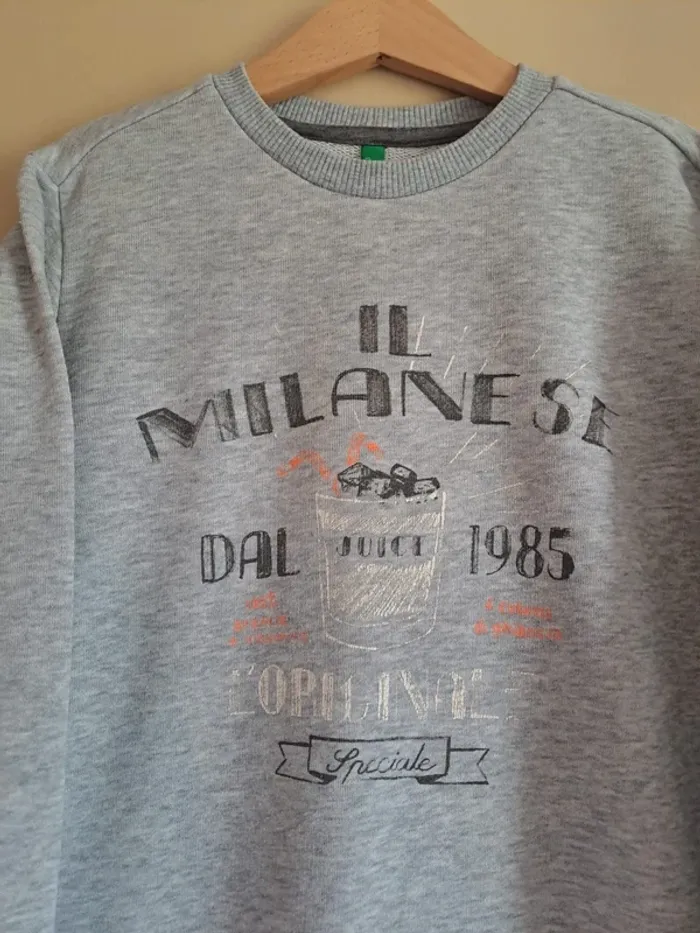 IL
MILANESE
DAL JUICE 1985
L'ORIGINALE
Speciale